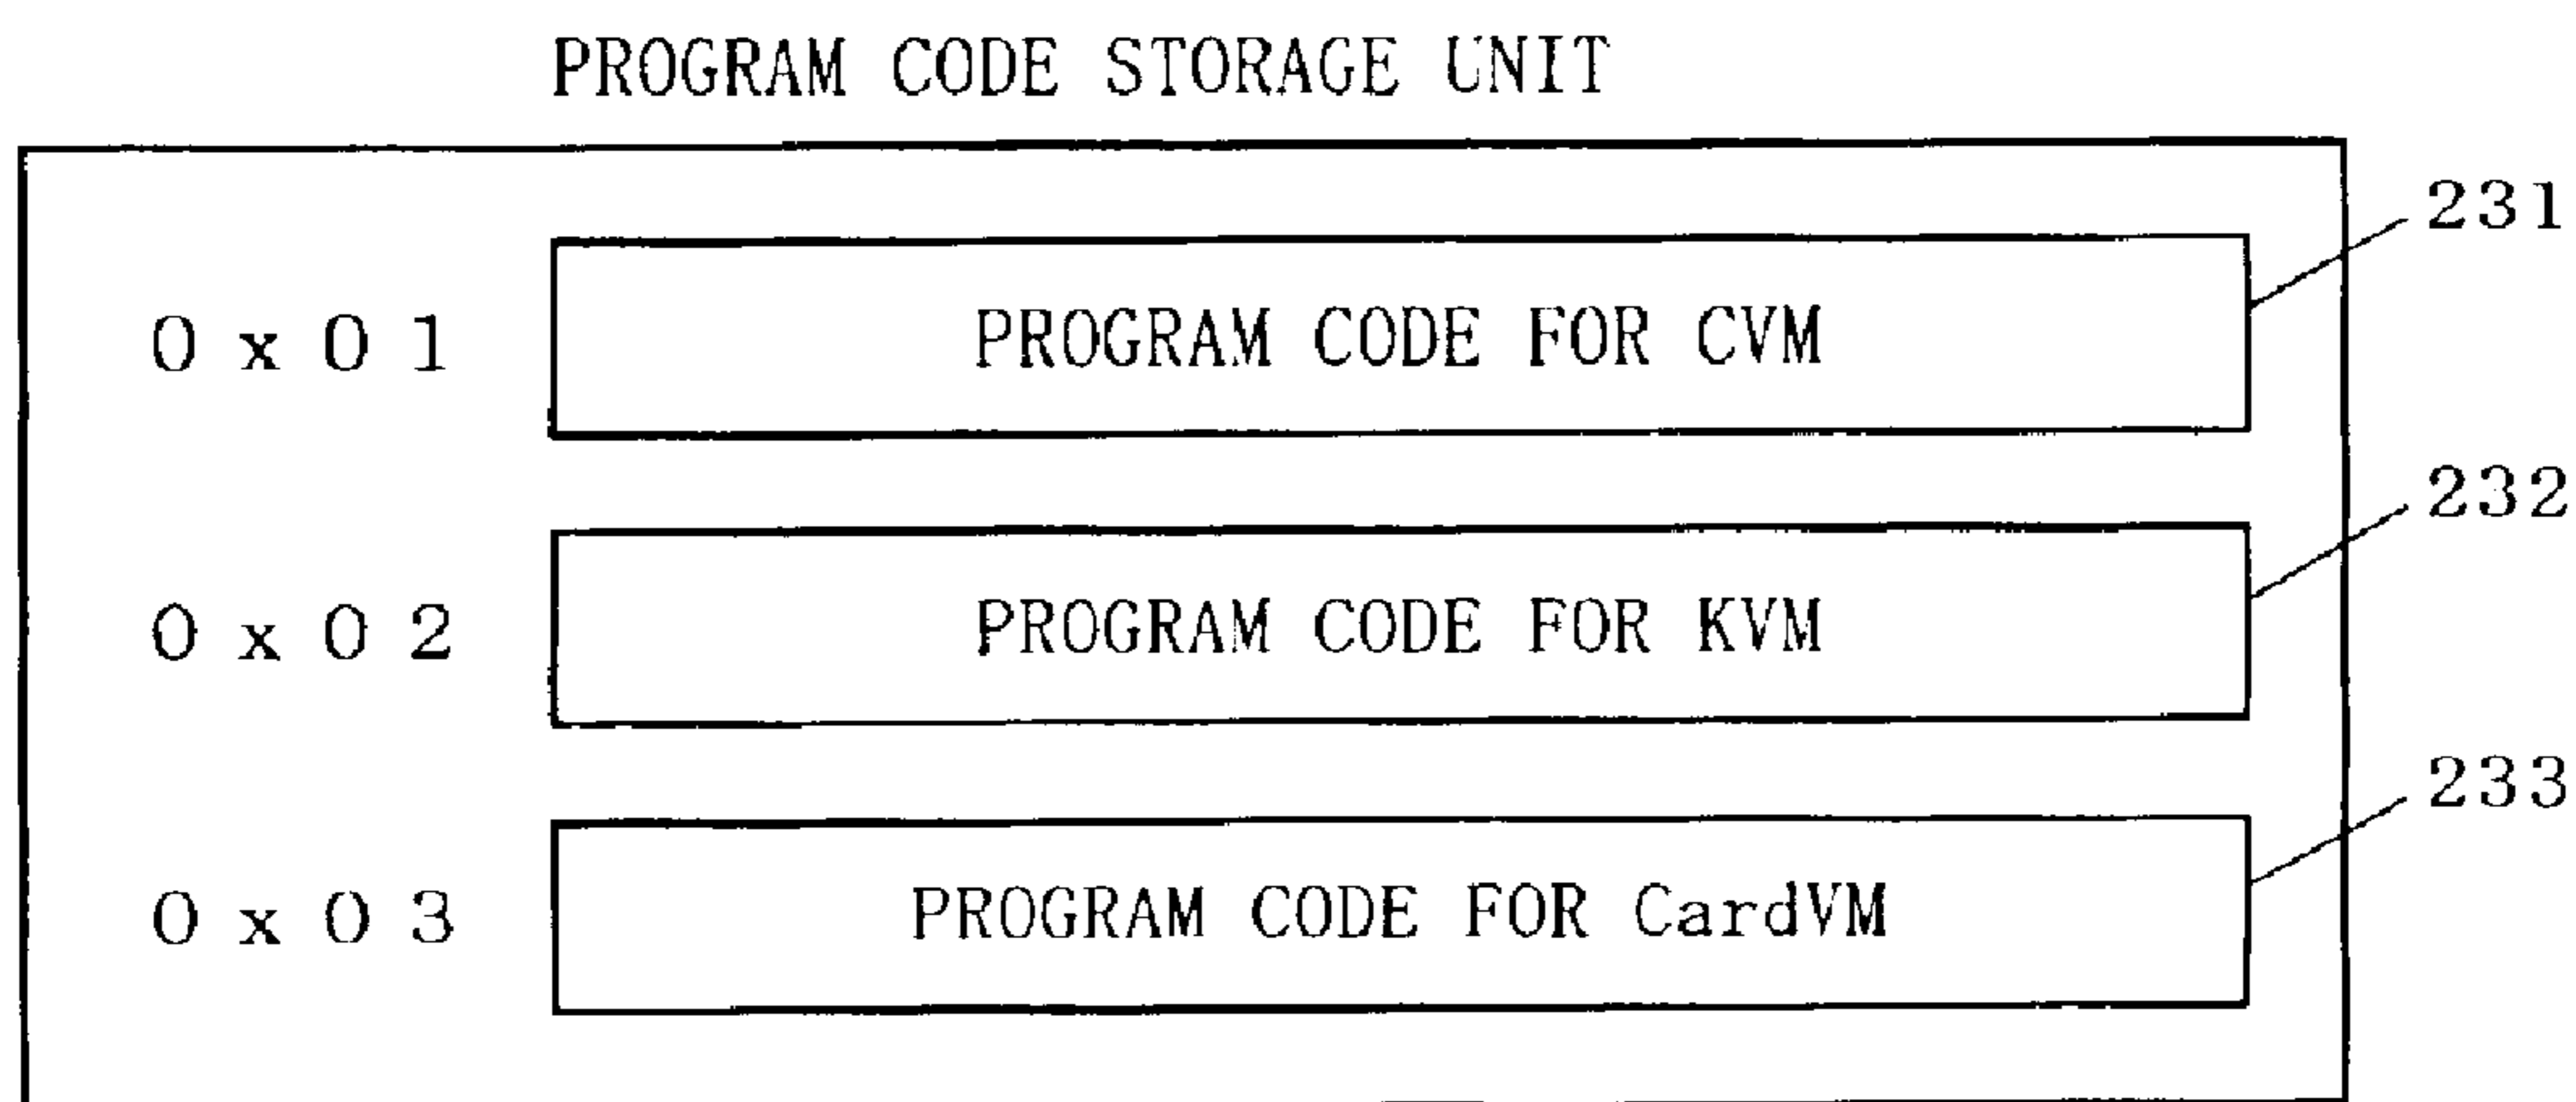 PROGRAM CODE STORAGE UNIT
231
0x01 PROGRAM CODE FOR CVM
232
0x02 PROGRAM CODE FOR KVM
233
0x03 PROGRAM CODE FOR CardVM